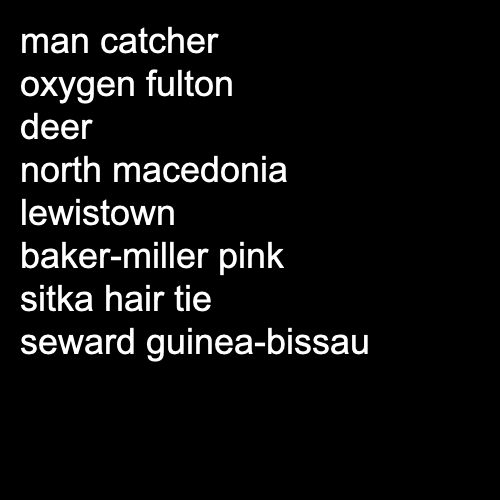 man catcher
oxygen fulton
deer
north macedonia
lewistown
baker-miller pink
sitka hair tie
seward guinea-bissau